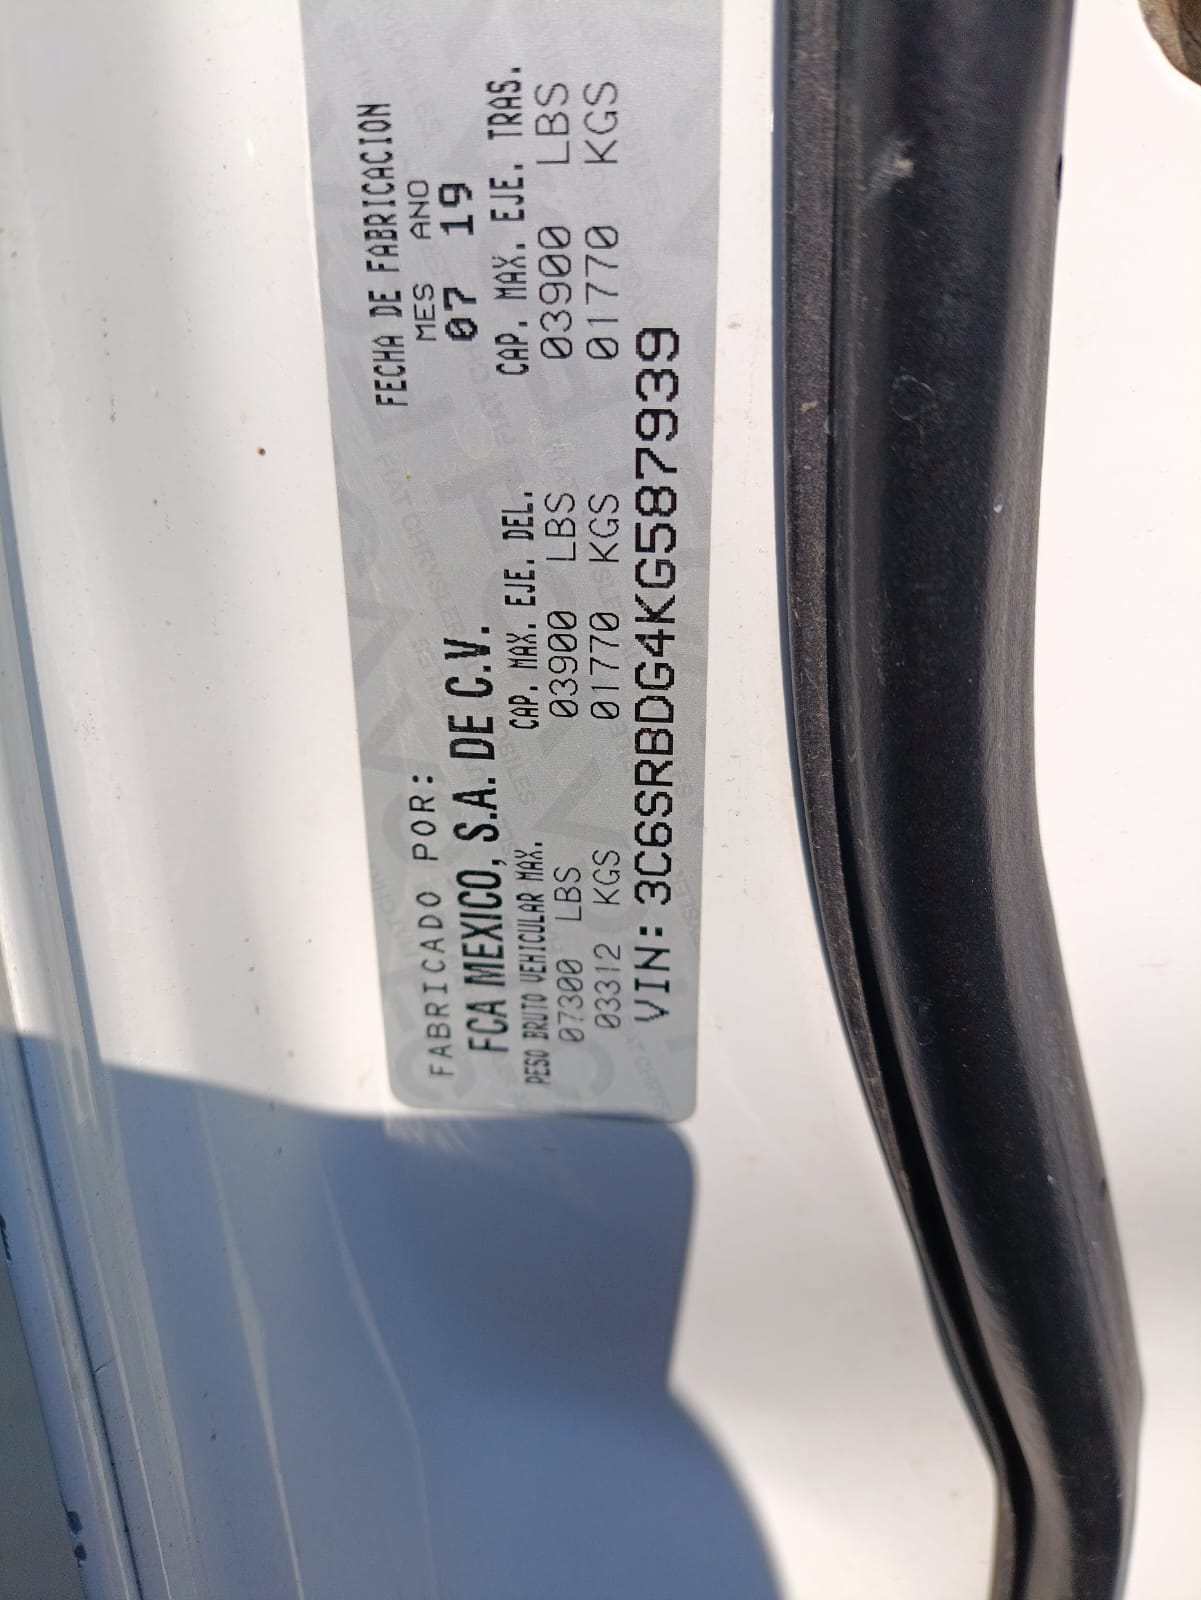 FECHA DE FABRICACION
MES ANO
07 19
FABRICADO POR:
FCA MEXICO, S.A. DE C.V.
PESO BRUTO VEHICULAR MAX. CAP. MAX. EJE. DEL. CAP. MAX. EJE. TRAS.
07300 LBS 03900 LBS 03900 LBS
03312 KGS 01770 KGS 01770 KGS
VIN: 3C6SRBDG4KG587939